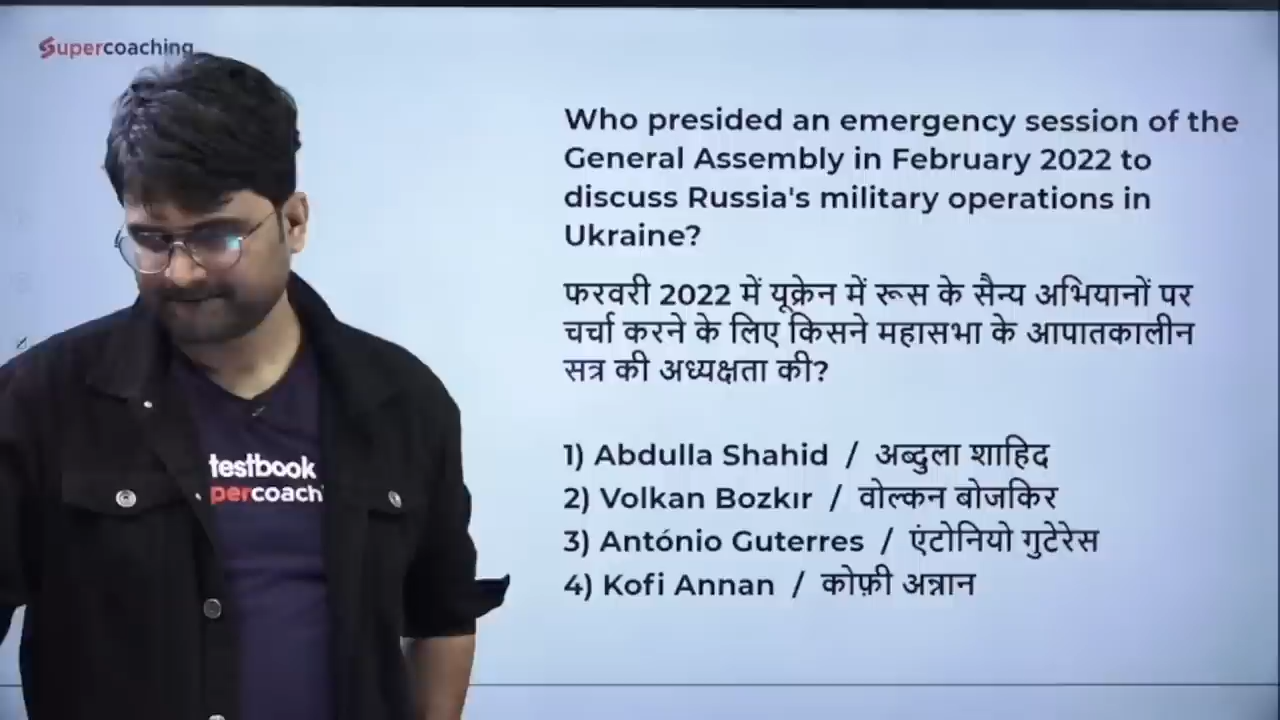 Supercoaching
Who presided an emergency session of the
General Assembly in February 2022 to
discuss Russia's military operations in
Ukraine?
फरवरी 2022 में यूक्रेन में रूस के सैन्य अभियानों पर
चर्चा करने के लिए किसने महासभा के आपातकालीन
सत्र की अध्यक्षता की?
1) Abdulla Shahid / अब्दुला शाहिद
2) Volkan Bozkır / वोल्कन बोजकिर
3) António Guterres / एंटोनियो गुटेरेस
4) Kofi Annan / कोफ़ी अन्नान
testbook
percoach